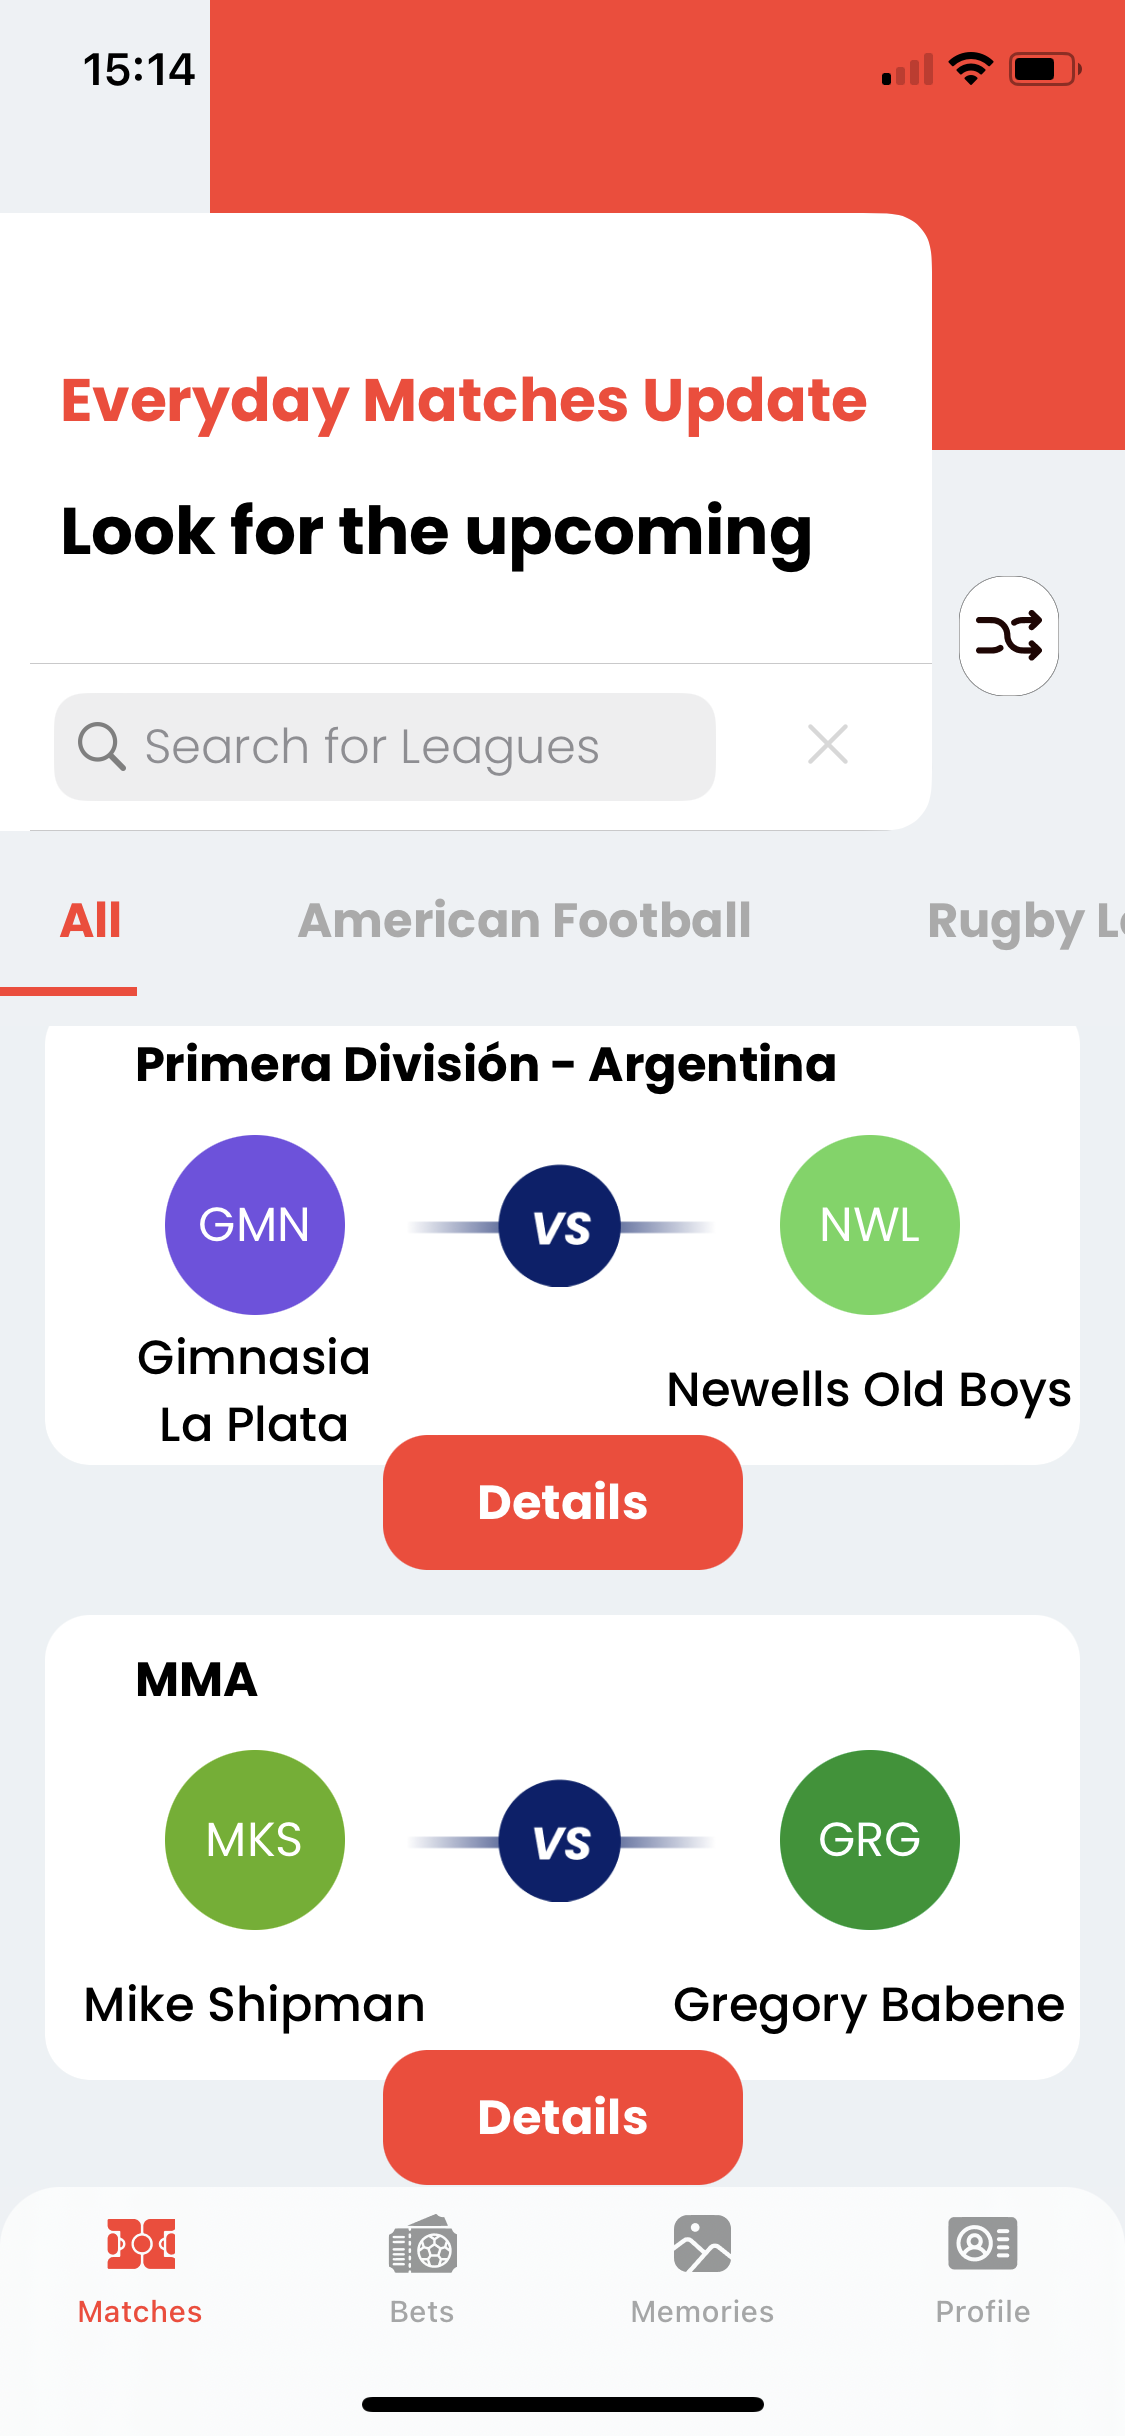 15:14
Everyday Matches Update
Look for the upcoming
Search for Leagues
All
American Football
Rugby L
Primera División - Argentina
GMN
VS
NWL
Gimnasia
La Plata
Newells Old Boys
Details
MMA
MKS
VS
GRG
Mike Shipman
Gregory Babene
Details
Matches
Bets
Memories
Profile